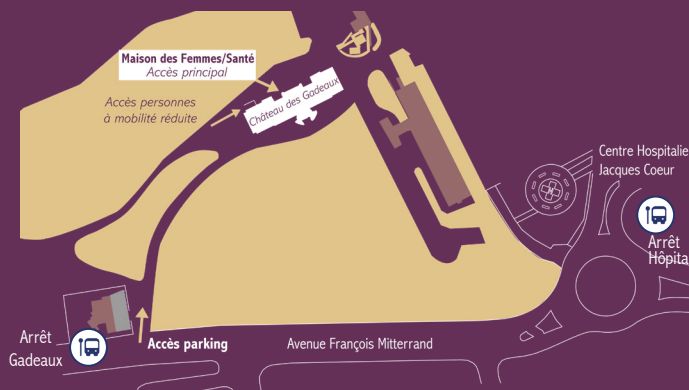 Maison des Femmes/Santé
Accès principal
Accès personnes
à mobilité réduite
Château des Gadeaux
Centre Hospitalie
Jacques Coeur
H
Arrêt
Hôpita
Arrêt
Gadeaux
Accès parking
Avenue François Mitterrand